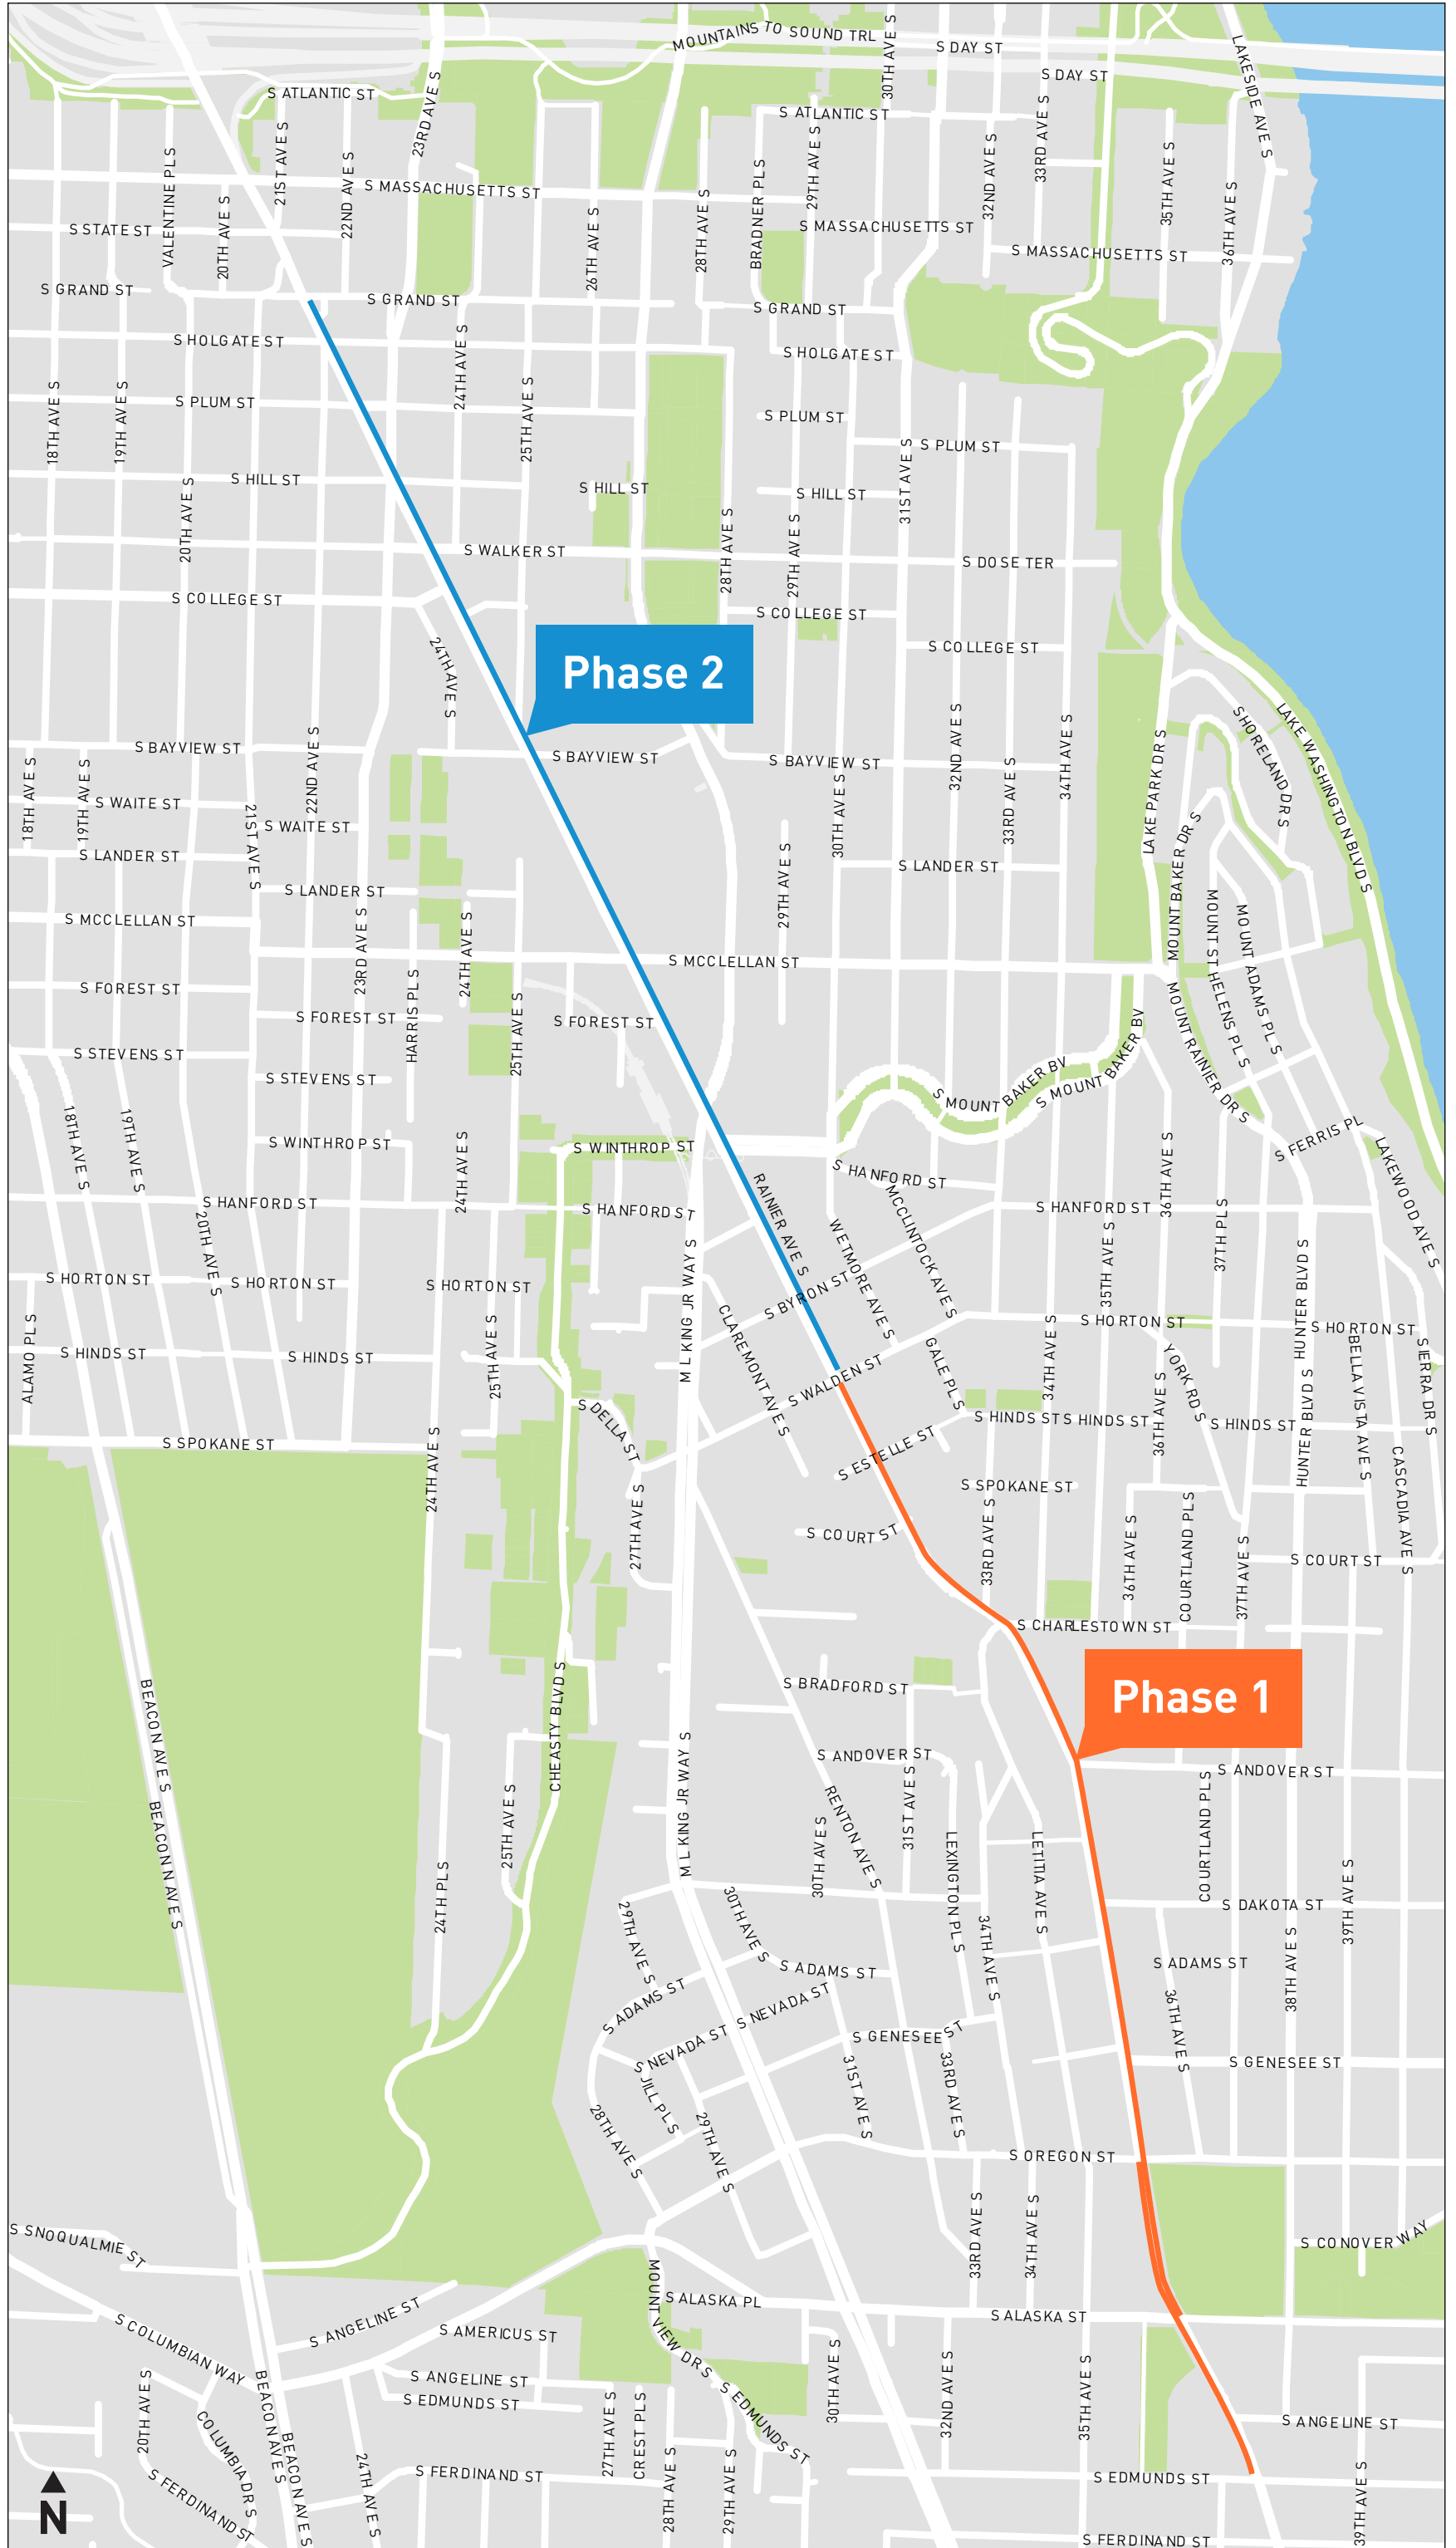 MOUNTAINS TO SOUND TRL
30TH AVE S
S DAY ST
S DAY ST
LAKESIDE AVE S
S ATLANTIC ST
23RD AVE S
S ATLANTIC ST
33RD AVE S
21ST AVE S
22ND AVE S
29TH AVE S
32ND AVE S
35TH AVE S
VALENTINE PL S
20TH AVE S
S MASSACHUSETTS ST
BRADNER PL S
28TH AVE S
36TH AVE S
26TH AVE S
S STATE ST
S MASSACHUSETTS ST
S MASSACHUSETTS ST
S GRAND ST
S GRAND ST
S GRAND ST
S HOLGATE ST
24TH AVE S
S HOLGATE ST
18TH AVE S
19TH AVE S
S PLUM ST
25TH AVE S
S PLUM ST
S PLUM ST
31ST AVE S
S HILL ST
S HILL ST
S HILL ST
20TH AVE S
28TH AVE S
29TH AVE S
S WALKER ST
S DOSE TER
S COLLEGE ST
S COLLEGE ST
S COLLEGE ST
24TH AVE S
Phase 2
S BAYVIEW ST
22ND AVE S
S BAYVIEW ST
S BAYVIEW ST
32ND AVE S
33RD AVE S
34TH AVE S
LAKE PARK DR S
SHORELAND DR S
LAKE WASHINGTON BLVD S
18TH AVE S
19TH AVE S
S WAITE ST
21ST AVE S
S WAITE ST
30TH AVE S
MOUNT BAKER DR S
S LANDER ST
S LANDER ST
29TH AVE S
S LANDER ST
S MCCLELLAN ST
23RD AVE S
24TH AVE S
S MCCLELLAN ST
MOUNT ST HELENS PL S
MOUNT ADAMS PL S
S FOREST ST
S FOREST ST
HARRIS PL S
25TH AVE S
S FOREST ST
MOUNT RAINIER DR S
S STEVENS ST
S STEVENS ST
S MOUNT BAKER BV
S MOUNT BAKER BV
18TH AVE S
19TH AVE S
S WINTHROP ST
24TH AVE S
S WINTHROP ST
S FERRIS PL
36TH AVE S
LAKEWOOD AVE S
S HANFORD ST
S HANFORD ST
S HANFORD ST
S HANFORD ST
20TH AVE S
RAINIER AVE S
MCCLINTOCK AVE S
WETMORE AVE S
35TH AVE S
37TH PL S
HUNTER BLVD S
S HORTON ST
S HORTON ST
S HORTON ST
M L KING JR WAY S
S BYRON ST
S HORTON ST
S HORTON ST
ALAMO PL S
S HINDS ST
S HINDS ST
25TH AVE S
CLAREMONT AVE S
S WALDEN ST
GALE PL S
34TH AVE S
YORK RD S
BELLA VISTA AVE S
SIERRA DR S
S DELLA ST
S HINDS ST
S HINDS ST
36TH AVE S
S HINDS ST
HUNTER BLVD S
S SPOKANE ST
24TH AVE S
S ESTELLE ST
S SPOKANE ST
CASCADIA AVE S
27TH AVE S
S COURT ST
33RD AVE S
36TH AVE S
COURTLAND PL S
37TH AVE S
S COURT ST
S CHARLESTOWN ST
BEACON AVE S
CHEASTY BLVD S
S BRADFORD ST
Phase 1
M L KING JR WAY S
S ANDOVER ST
S ANDOVER ST
BEACON AVE S
25TH AVE S
24TH PL S
RENTON AVE S
30TH AVE S
31ST AVE S
LEXINGTON PL S
LETITIA AVE S
COURTLAND PL S
39TH AVE S
29TH AVE S
30TH AVE S
34TH AVE S
S DAKOTA ST
38TH AVE S
S ADAMS ST
S ADAMS ST
S ADAMS ST
36TH AVE S
S NEVADA ST
S NEVADA ST
S GENESEE ST
S GENESEE ST
JILL PL S
31ST AVE S
33RD AVE S
28TH AVE S
29TH AVE S
S OREGON ST
33RD AVE S
34TH AVE S
S SNOQUALMIE ST
S CONOVER WAY
MOUNT VIEW DR S
S ALASKA PL
S ALASKA ST
S COLUMBIAN WAY
S ANGELINE ST
S AMERICUS ST
20TH AVE S
BEACON AVE S
S ANGELINE ST
S EDMUNDS ST
27TH AVE S
CREST PL S
S EDMUNDS ST
30TH AVE S
32ND AVE S
35TH AVE S
S ANGELINE ST
COLUMBIA DR S
BEACON AVE S
24TH AVE S
S FERDINAND ST
S FERDINAND ST
28TH AVE S
29TH AVE S
S EDMUNDS ST
39TH AVE S
S FERDINAND ST
N